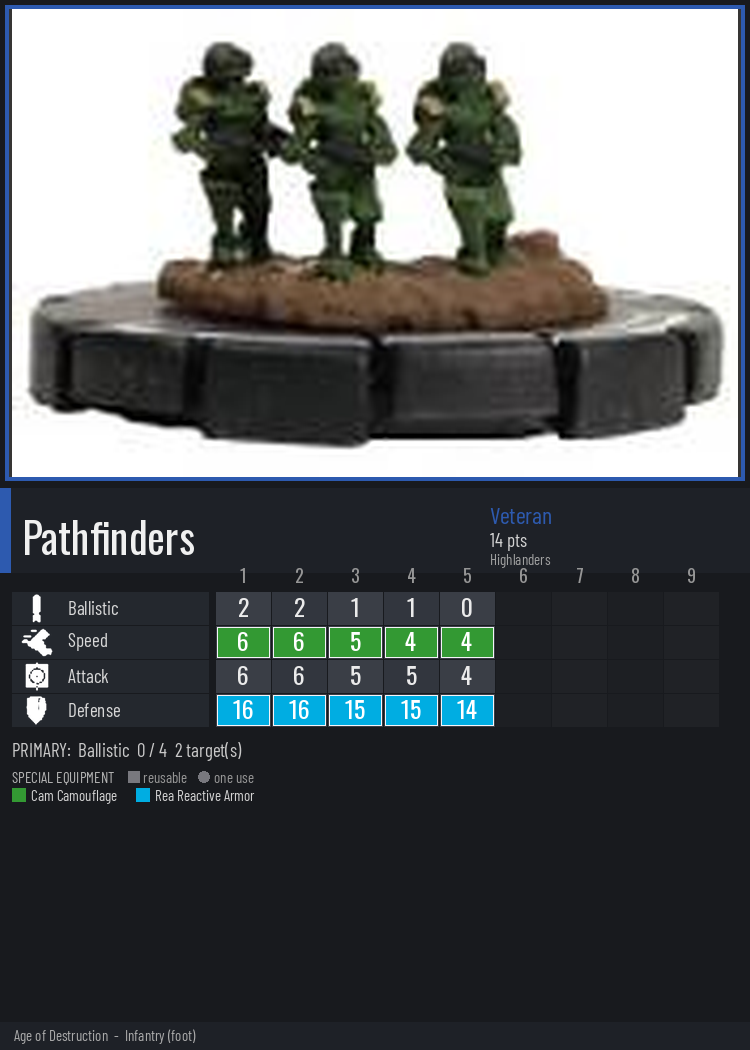 Pathfinders
Veteran
14 pts
Highlanders
1 2 3 4 5 6 7 8 9
Ballistic 2 2 1 1 0
Speed 6 6 5 4 4
Attack 6 6 5 5 4
Defense 16 16 15 15 14
PRIMARY: Ballistic 0 / 4 2 target(s)
SPECIAL EQUIPMENT reusable one use
Cam Camouflage Rea Reactive Armor
Age of Destruction - Infantry (foot)